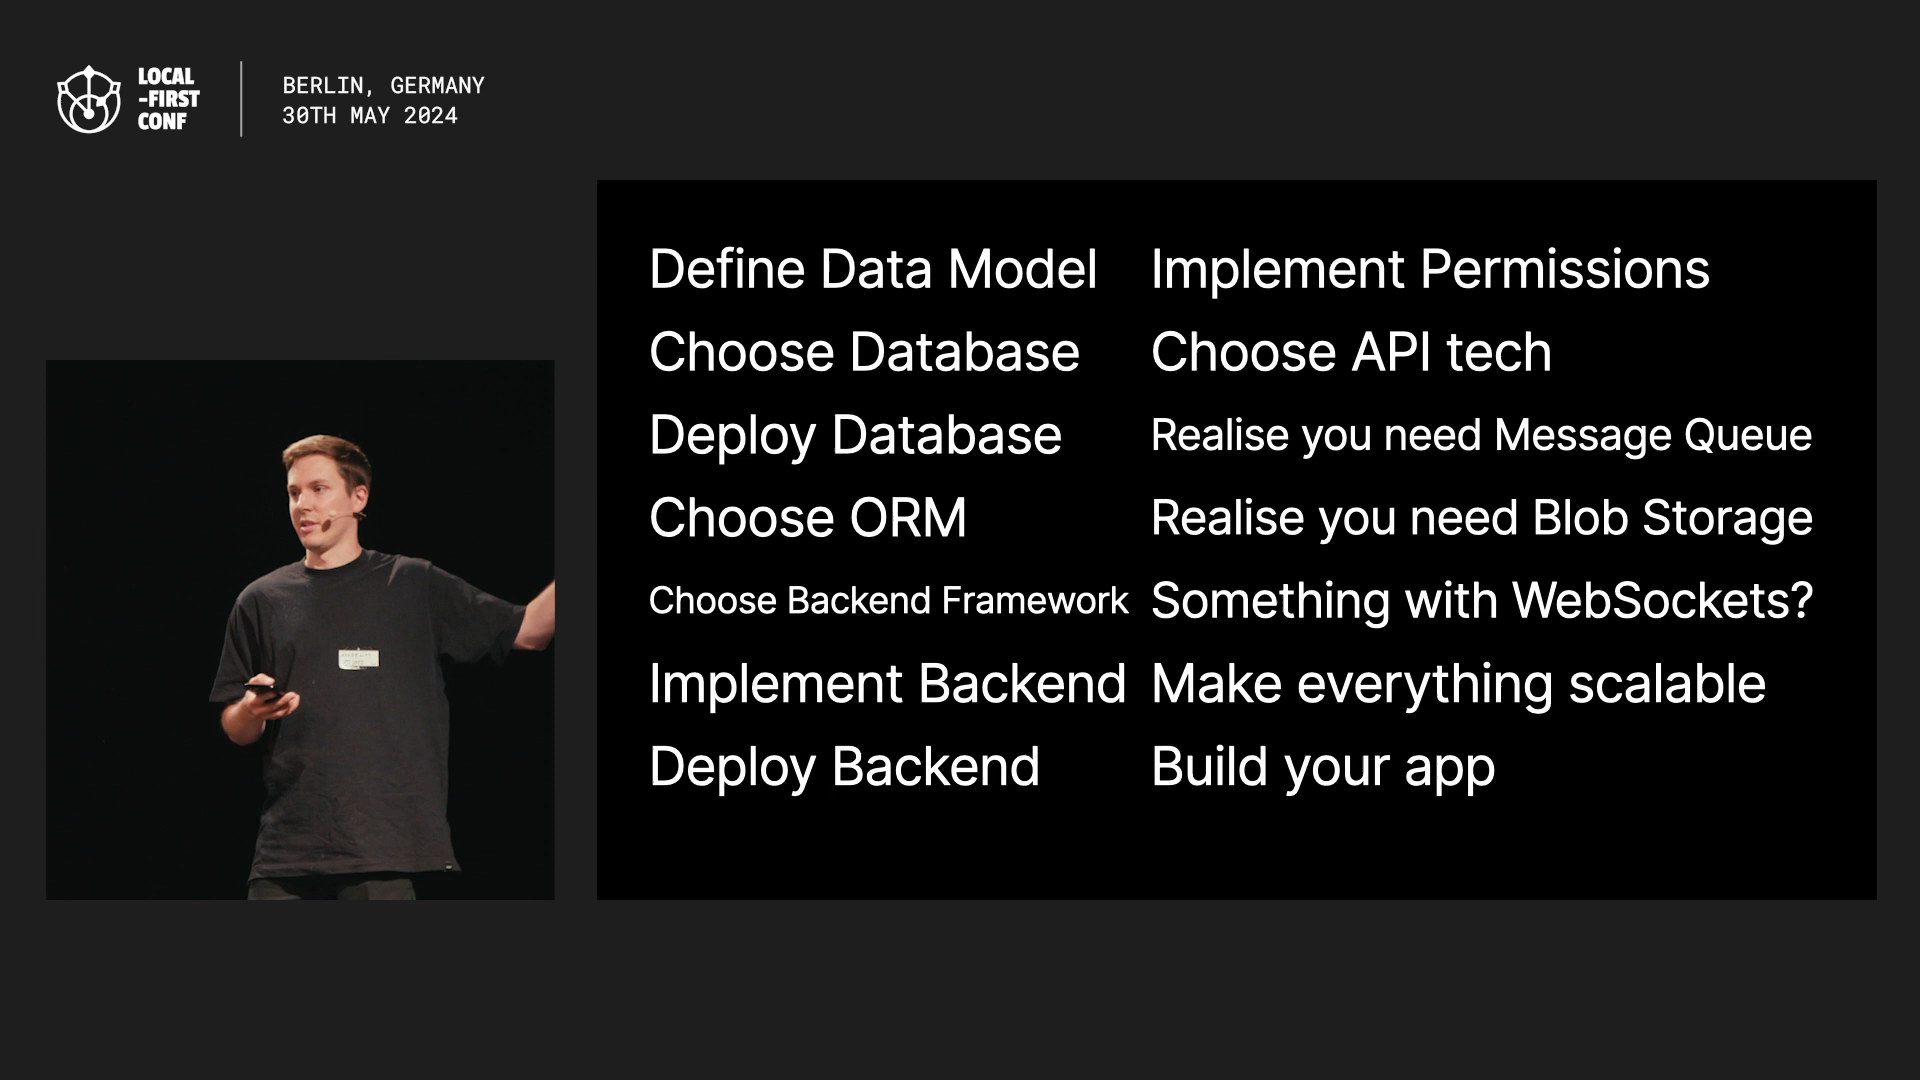 LOCAL
-FIRST
CONF
BERLIN, GERMANY
30TH MAY 2024
Define Data Model
Choose Database
Deploy Database
Choose ORM
Choose Backend Framework
Implement Backend
Deploy Backend
Implement Permissions
Choose API tech
Realise you need Message Queue
Realise you need Blob Storage
Something with WebSockets?
Make everything scalable
Build your app